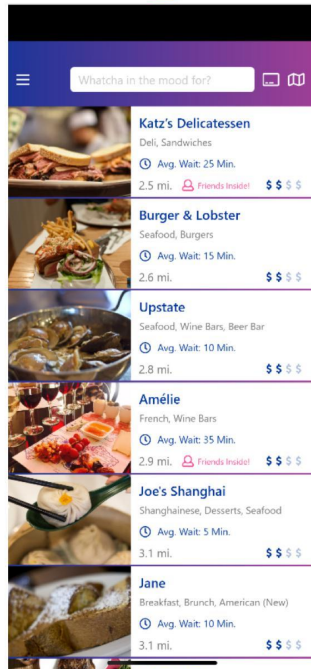 Whatcha in the mood for?
Katz's Delicatessen
Deli, Sandwiches
Avg. Wait: 25 Min.
2.5 mi. Friends Inside! $ $ $ $
Burger & Lobster
Seafood, Burgers
Avg. Wait: 15 Min.
2.6 mi. $ $ $ $
Upstate
Seafood, Wine Bars, Beer Bar
Avg. Wait: 10 Min.
2.8 mi. $ $ $ $
Amélie
French, Wine Bars
Avg. Wait: 35 Min.
2.9 mi. Friends Inside! $ $ $ $
Joe's Shanghai
Shanghainese, Desserts, Seafood
Avg. Wait: 5 Min.
3.1 mi. $ $ $ $
Jane
Breakfast, Brunch, American (New)
Avg. Wait: 10 Min.
3.1 mi. $ $ $ $